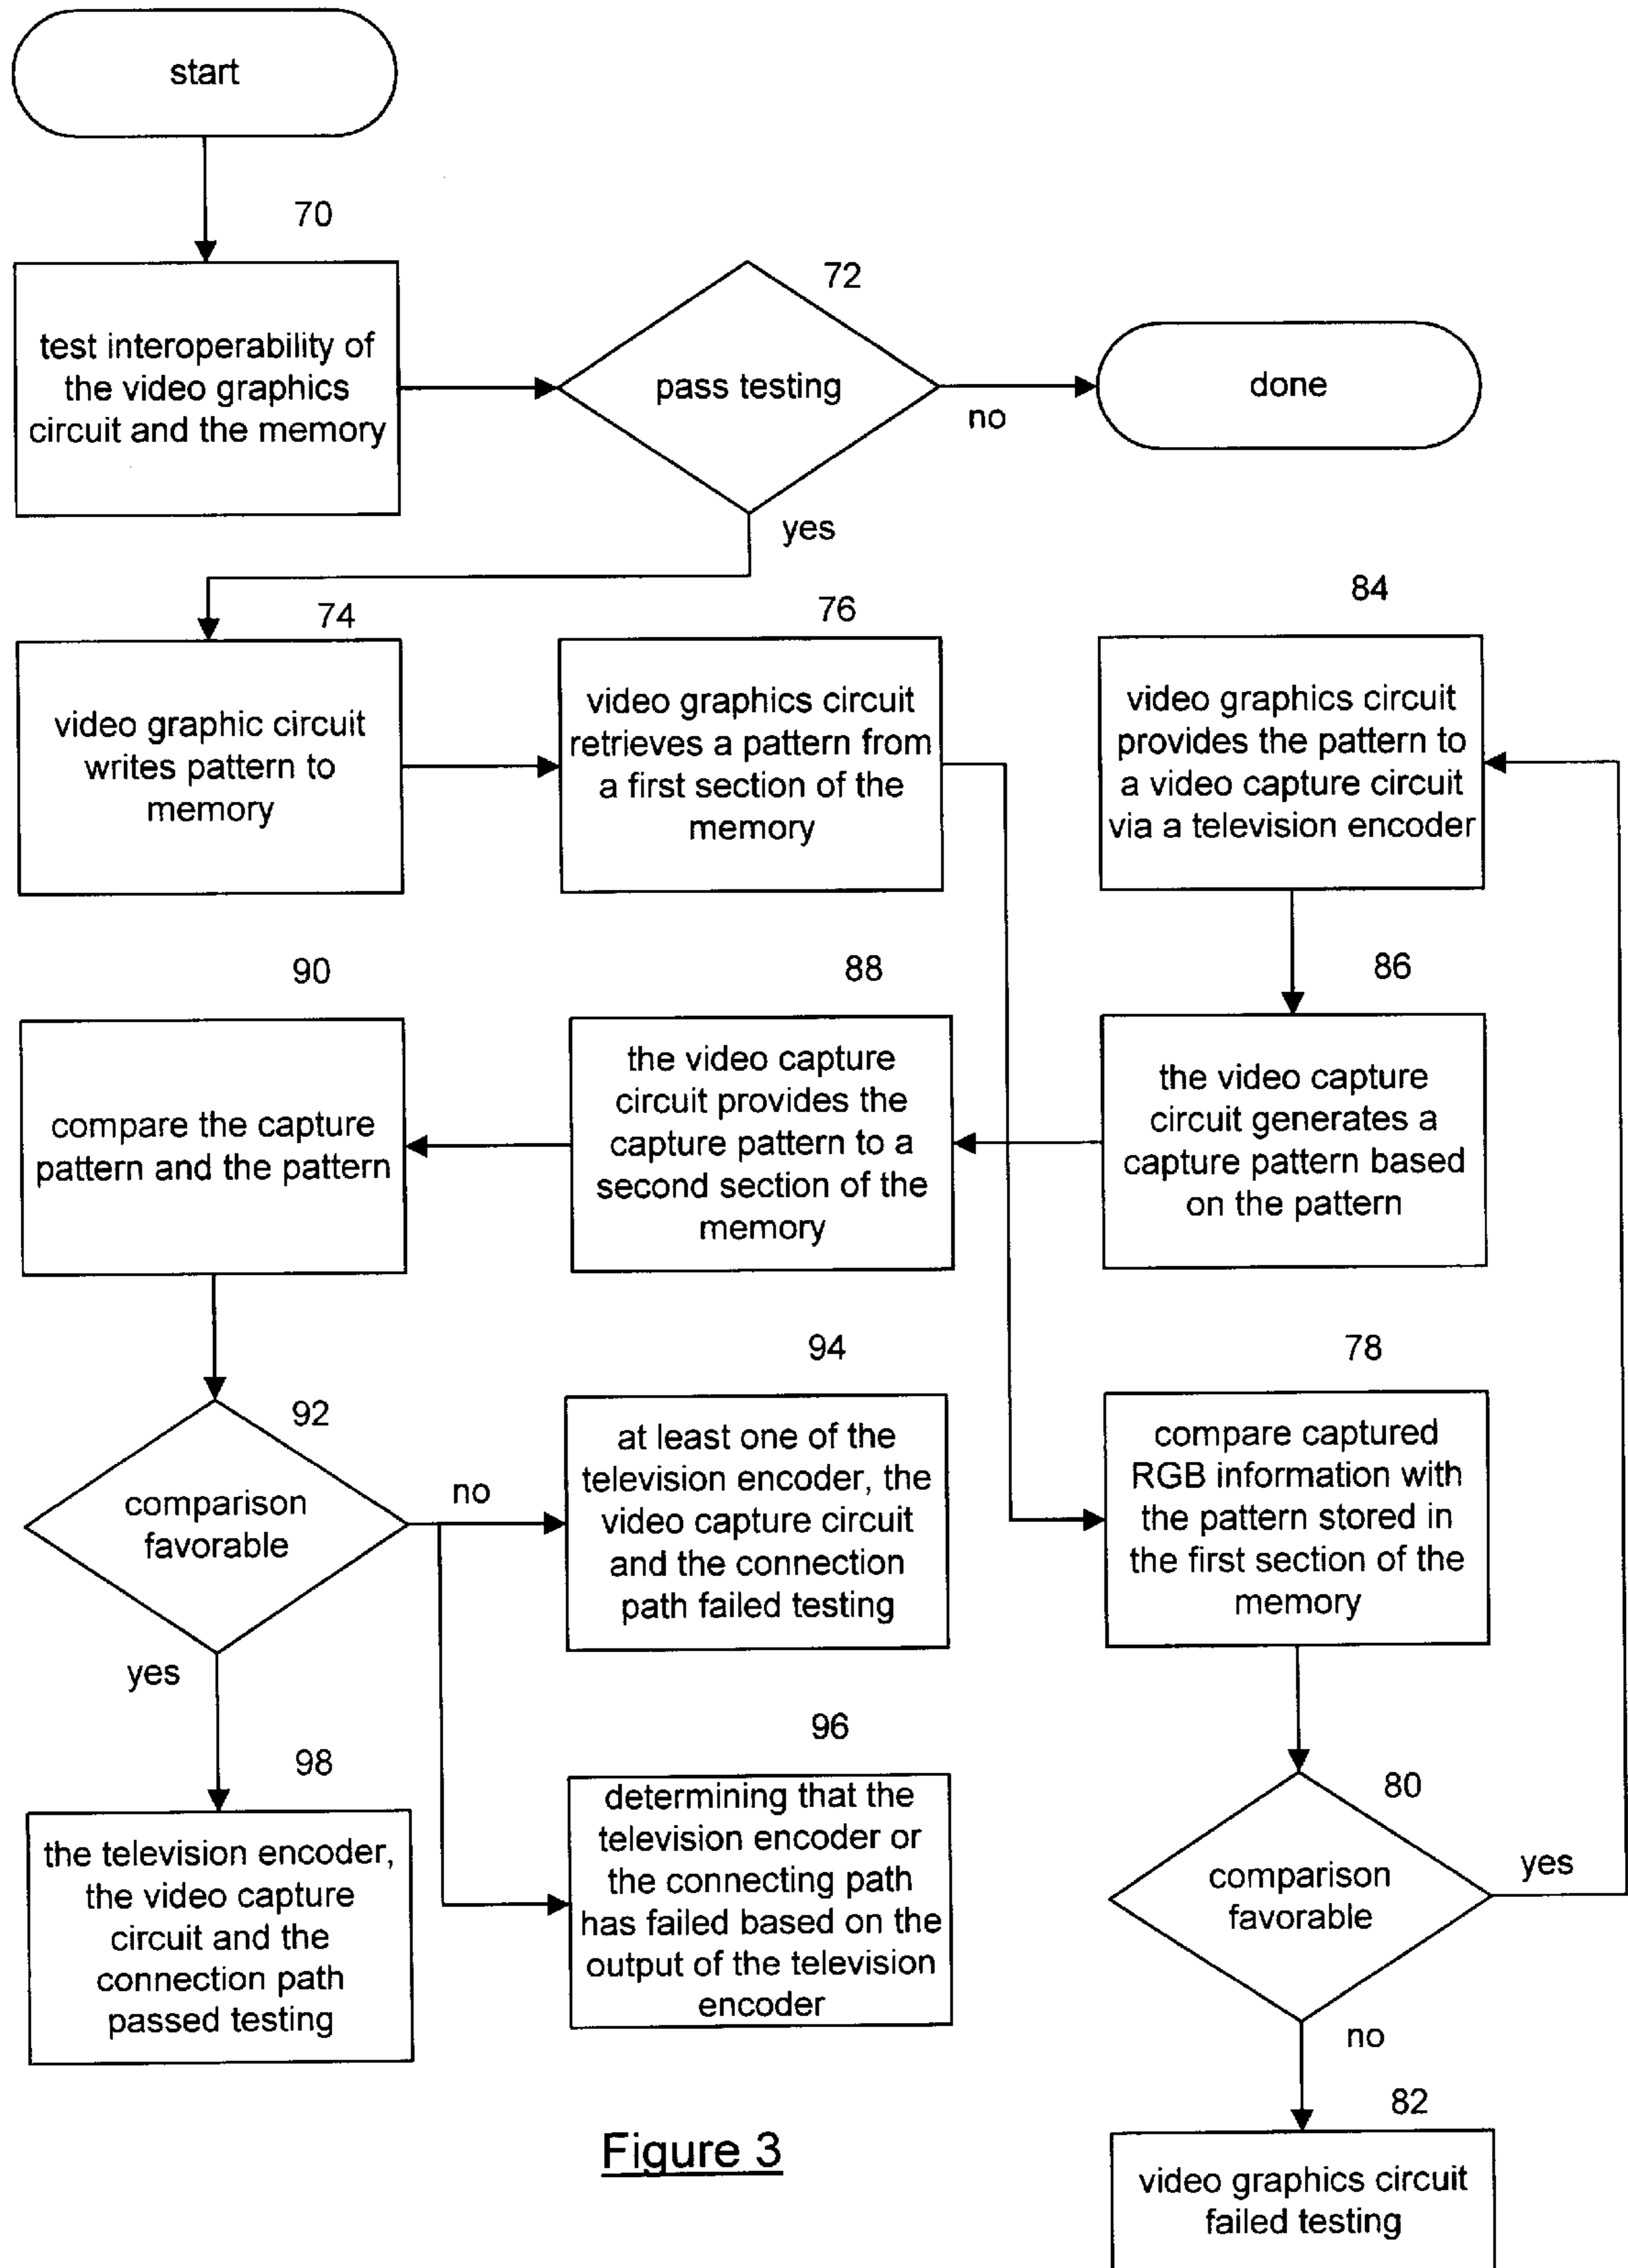 start
70
test interoperability of
the video graphics
circuit and the memory
72
pass testing
no
done
yes
74
video graphic circuit
writes pattern to
memory
76
video graphics circuit
retrieves a pattern from
a first section of the
memory
84
video graphics circuit
provides the pattern to
a video capture circuit
via a television encoder
90
compare the capture
pattern and the pattern
88
the video capture
circuit provides the
capture pattern to a
second section of the
memory
86
the video capture
circuit generates a
capture pattern based
on the pattern
92
comparison
favorable
no
yes
94
at least one of the
television encoder, the
video capture circuit
and the connection
path failed testing
78
compare captured
RGB information with
the pattern stored in
the first section of the
memory
98
the television encoder,
the video capture
circuit and the
connection path
passed testing
96
determining that the
television encoder or
the connecting path
has failed based on the
output of the television
encoder
80
comparison
favorable
yes
no
82
video graphics circuit
failed testing
Figure 3